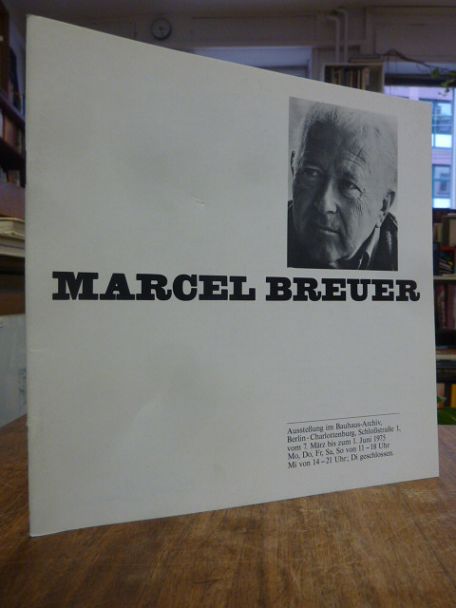 MARCEL BREUER
Ausstellung im Bauhaus-Archiv,
Berlin-Charlottenburg, Schloßstraße 1,
vom 7. März bis zum 1. Juni 1975
Mo, Do, Fr, Sa, So von 11–18 Uhr
Mi von 14–21 Uhr; Di geschlossen.